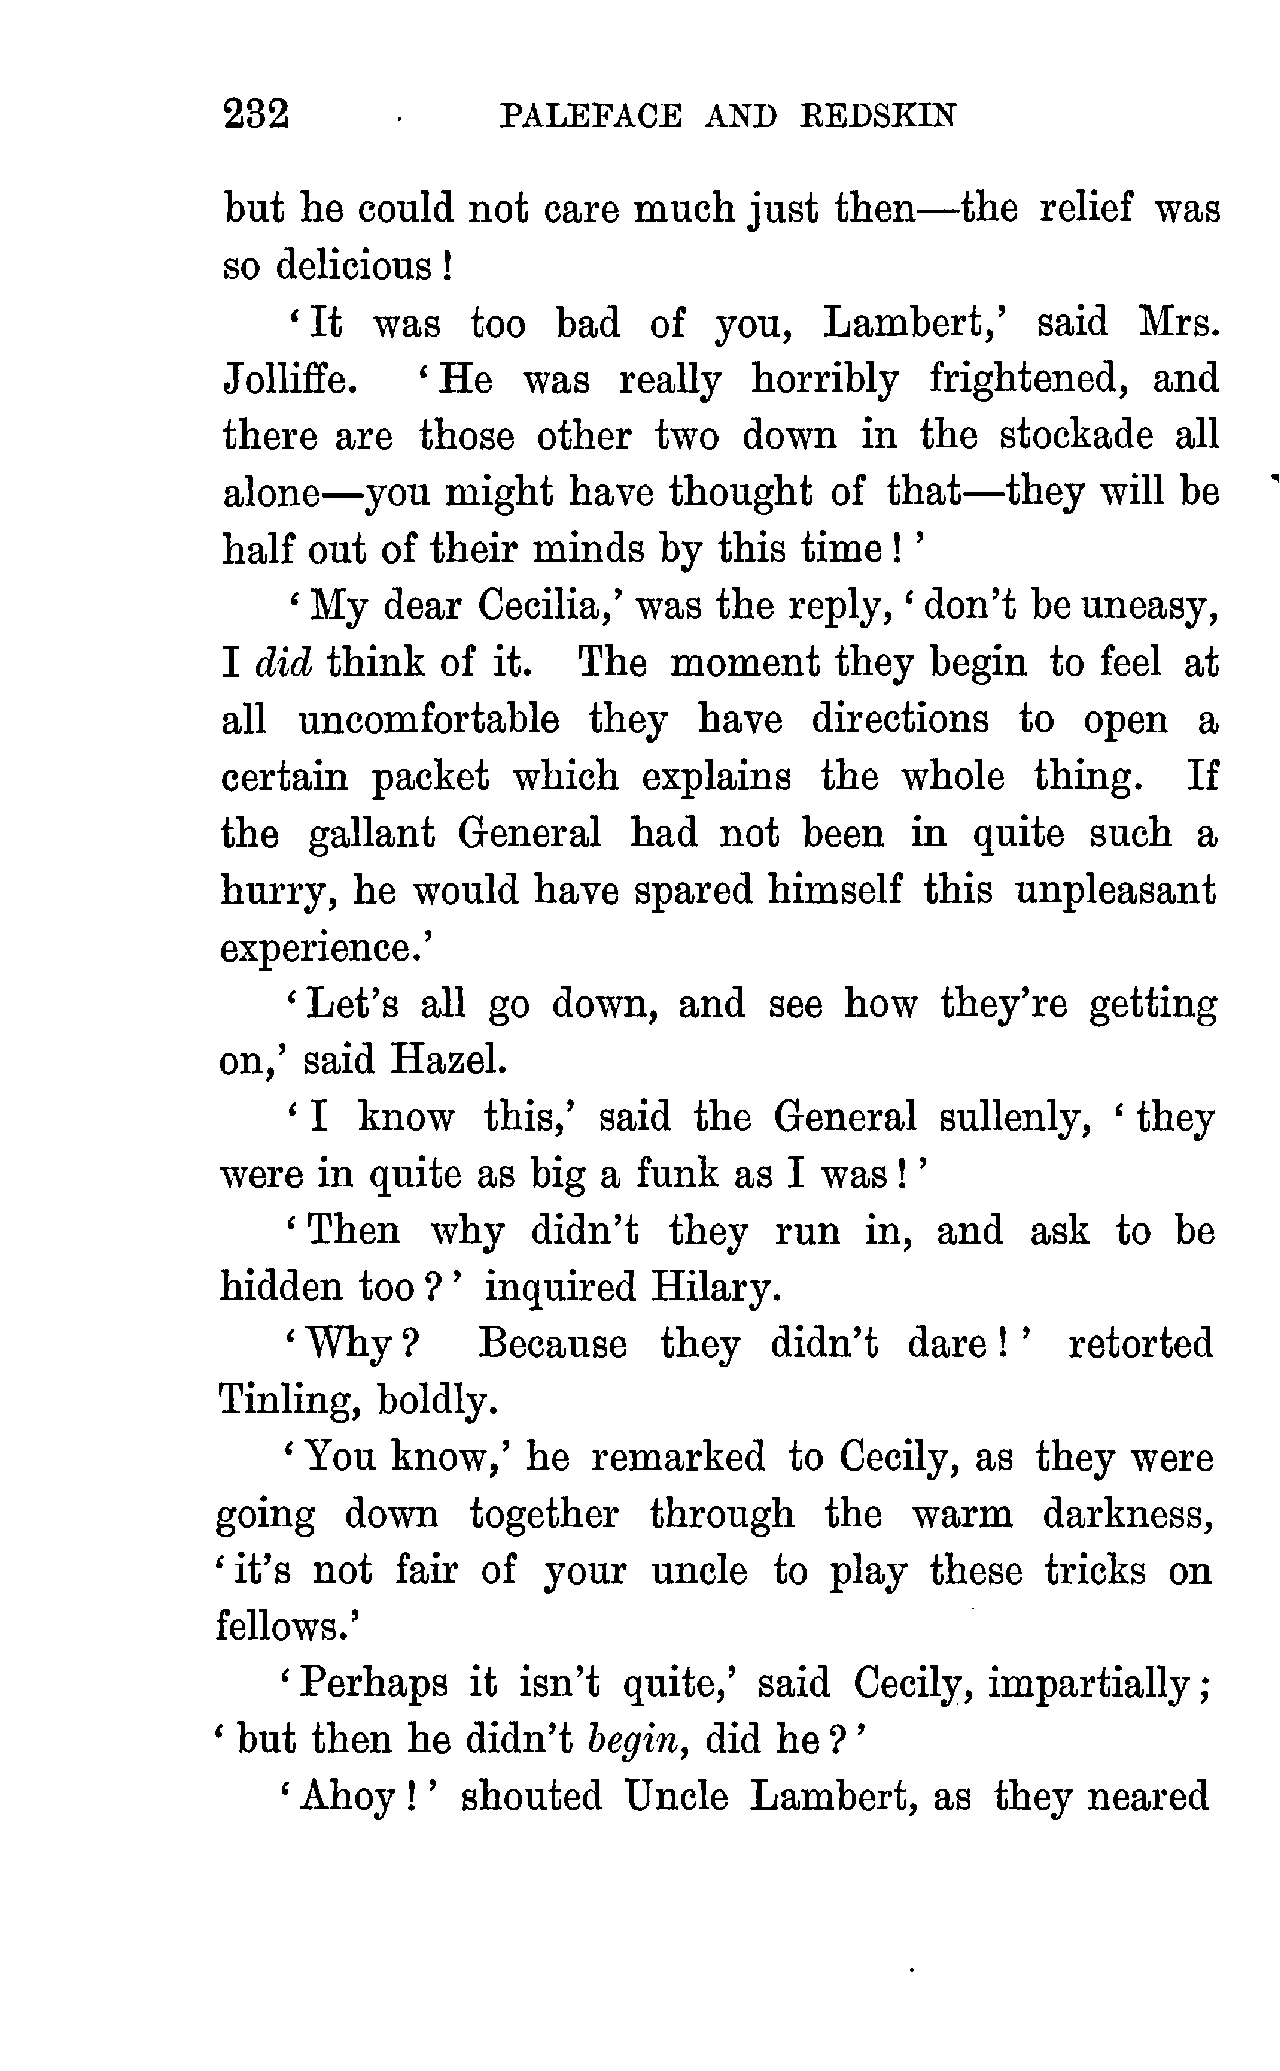 232 PALEFACE AND REDSKIN
but he could not care much just then—the relief was
so delicious!
‘It was too bad of you, Lambert,’ said Mrs.
Jolliffe. ‘He was really horribly frightened, and
there are those other two down in the stockade all
alone—you might have thought of that—they will be
half out of their minds by this time!’
‘My dear Cecilia,’ was the reply, ‘don’t be uneasy,
I did think of it. The moment they begin to feel at
all uncomfortable they have directions to open a
certain packet which explains the whole thing. If
the gallant General had not been in quite such a
hurry, he would have spared himself this unpleasant
experience.’
‘Let’s all go down, and see how they’re getting
on,’ said Hazel.
‘I know this,’ said the General sullenly, ‘they
were in quite as big a funk as I was!’
‘Then why didn’t they run in, and ask to be
hidden too?’ inquired Hilary.
‘Why? Because they didn’t dare!’ retorted
Tinling, boldly.
‘You know,’ he remarked to Cecily, as they were
going down together through the warm darkness,
‘it’s not fair of your uncle to play these tricks on
fellows.’
‘Perhaps it isn’t quite,’ said Cecily, impartially;
‘but then he didn’t begin, did he?’
‘Ahoy!’ shouted Uncle Lambert, as they neared